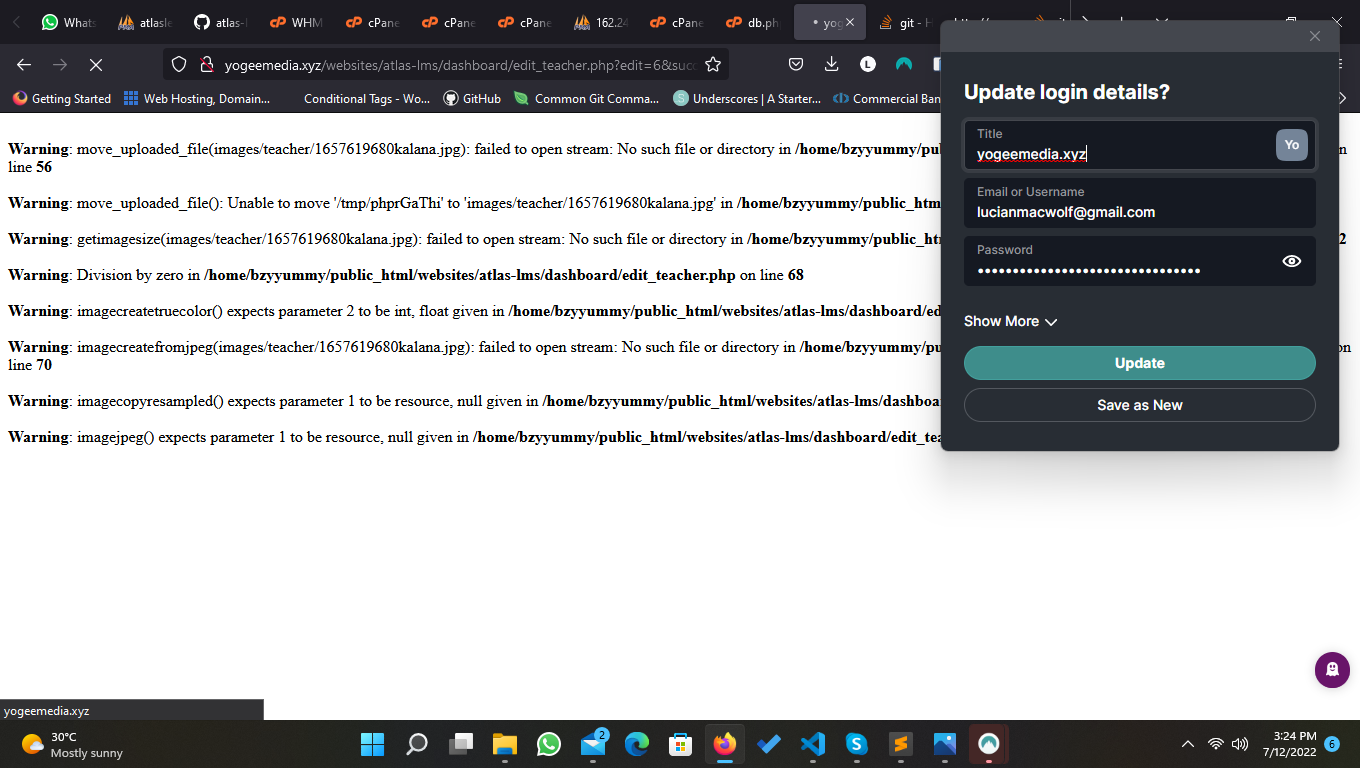 Whats
atlasle
atlas-l
WHM
cPane
cPane
cPane
162.24
cPane
db.ph
yog
git - H
yogeemedia.xyz/websites/atlas-lms/dashboard/edit_teacher.php?edit=6&succ
L
Getting Started
Web Hosting, Domain...
Conditional Tags - Wo...
GitHub
Common Git Comma...
Underscores | A Starter...
Commercial Ban
Warning: move_uploaded_file(images/teacher/1657619680kalana.jpg): failed to open stream: No such file or directory in /home/bzyyummy/pu on
line 56
Warning: move_uploaded_file(): Unable to move '/tmp/phprGaThi' to 'images/teacher/1657619680kalana.jpg' in /home/bzyyummy/public_htm
Warning: getimagesize(images/teacher/1657619680kalana.jpg): failed to open stream: No such file or directory in /home/bzyyummy/public_ht 2
Warning: Division by zero in /home/bzyyummy/public_html/websites/atlas-lms/dashboard/edit_teacher.php on line 68
Warning: imagecreatetruecolor() expects parameter 2 to be int, float given in /home/bzyyummy/public_html/websites/atlas-lms/dashboard/ed
Warning: imagecreatefromjpeg(images/teacher/1657619680kalana.jpg): failed to open stream: No such file or directory in /home/bzyyummy/pu on
line 70
Warning: imagecopyresampled() expects parameter 1 to be resource, null given in /home/bzyyummy/public_html/websites/atlas-lms/dashboa
Warning: imagejpeg() expects parameter 1 to be resource, null given in /home/bzyyummy/public_html/websites/atlas-lms/dashboard/edit_tea
Update login details?
Title
yogeemedia.xyz
Yo
Email or Username
lucianmacwolf@gmail.com
Password
Show More
Update
Save as New
yogeemedia.xyz
30°C
Mostly sunny
2
3:24 PM
7/12/2022
6